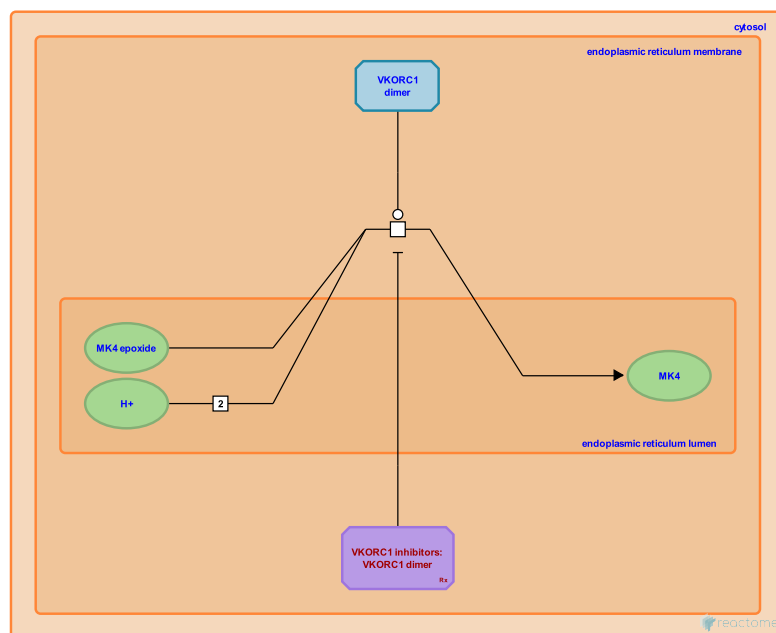 cytosol
endoplasmic reticulum membrane
VKORC1
dimer
MK4 epoxide
H+
2
MK4
endoplasmic reticulum lumen
VKORC1 inhibitors:
VKORC1 dimer
Rx
reactome